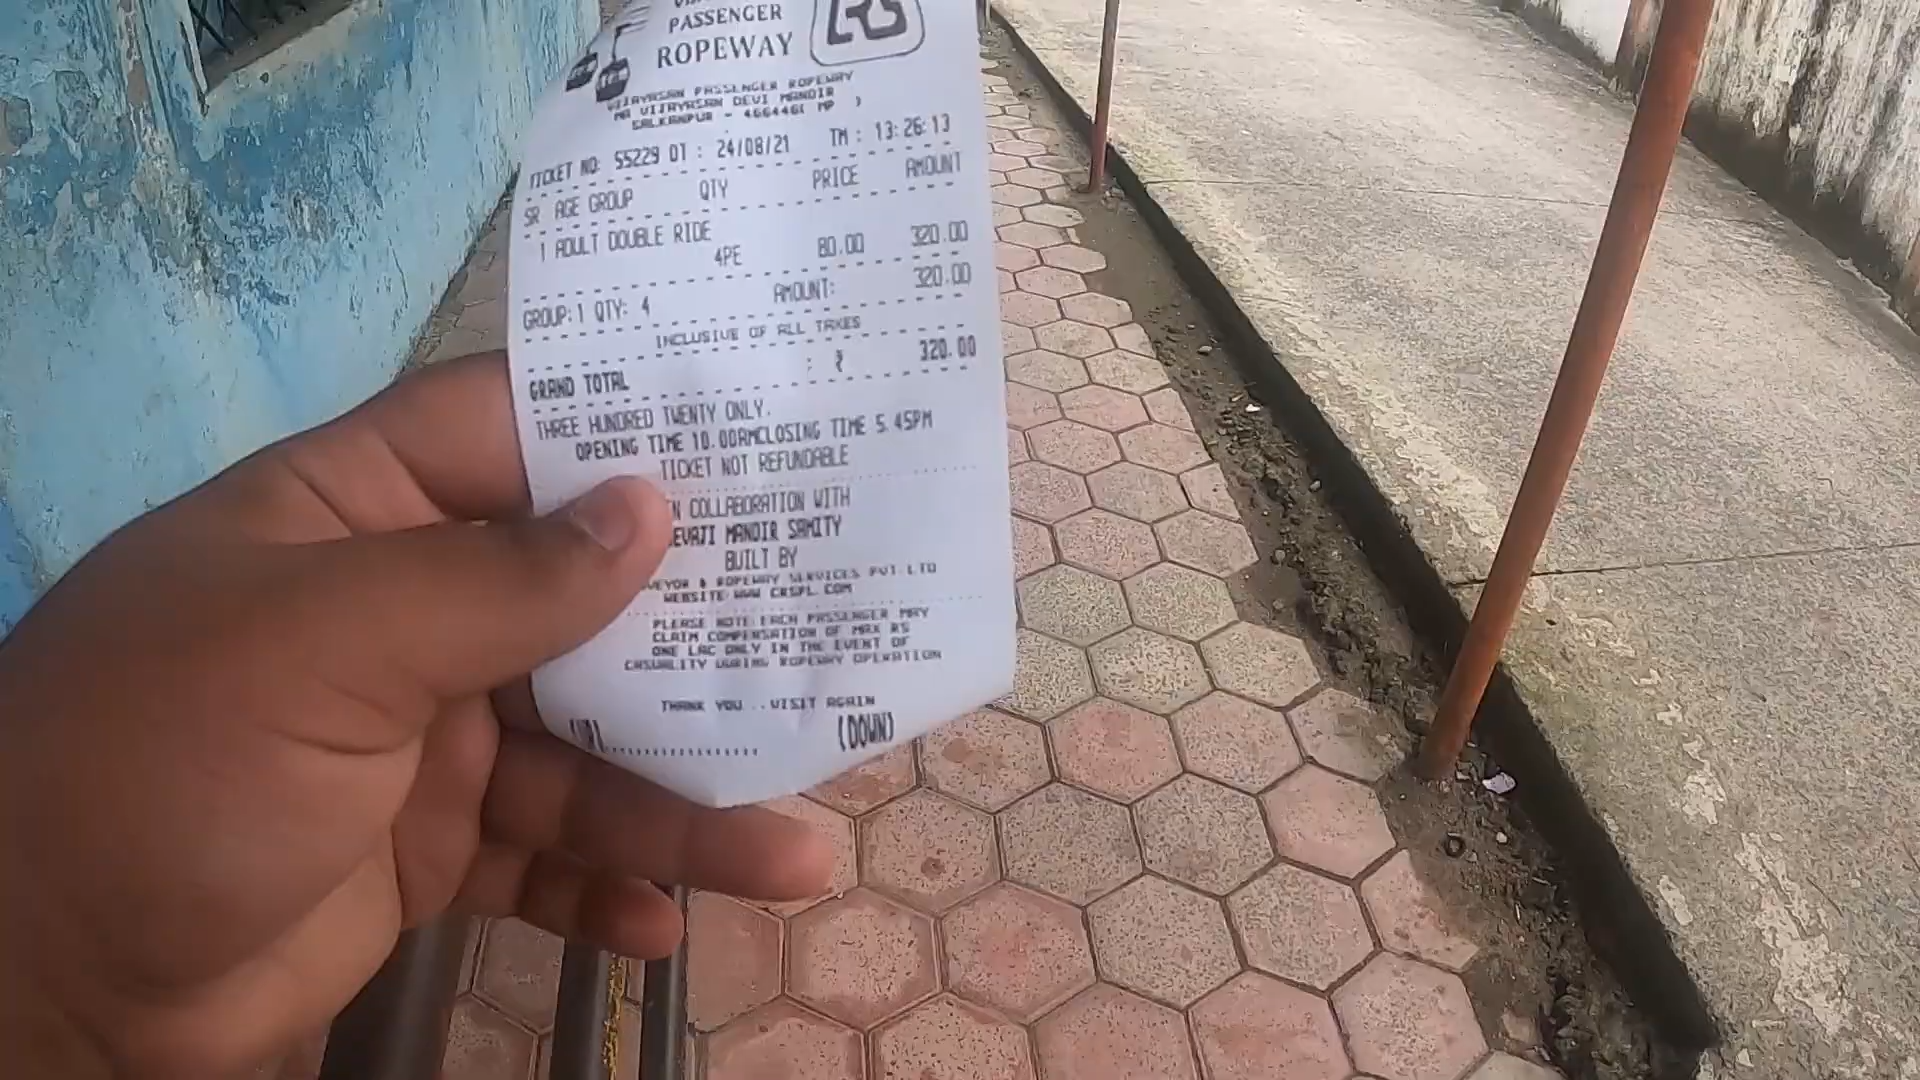 PASSENGER
ROPEWAY
VIJAYASAN PASSENGER ROPEWAY
MA VIJAYASAN DEVI MANDIR
SALKANPUR - 466446( MP )
TICKET NO: 55229 DT : 24/08/21 TM : 13:26:13
SR AGE GROUP QTY PRICE AMOUNT
1 ADULT DOUBLE RIDE
4PE 80.00 320.00
GROUP:1 QTY: 4 AMOUNT: 320.00
INCLUSIVE OF ALL TAXES
GRAND TOTAL : ₹ 320.00
THREE HUNDRED TWENTY ONLY.
OPENING TIME 10.00AMCLOSING TIME 5.45PM
TICKET NOT REFUNDABLE
IN COLLABORATION WITH
MANDIR SAMITY
BUILT BY
& ROPEWAY SERVICES PVT LTD
WEBSITE WWW CRSPL COM
PLEASE NOTE EACH PASSENGER MAY
CLAIM COMPENSATION OF MAX RS
ONE LAC ONLY IN THE EVENT OF
CASUALITY DURING ROPEWAY OPERATION
THANK YOU ..VISIT AGAIN
(UP) (DOWN)